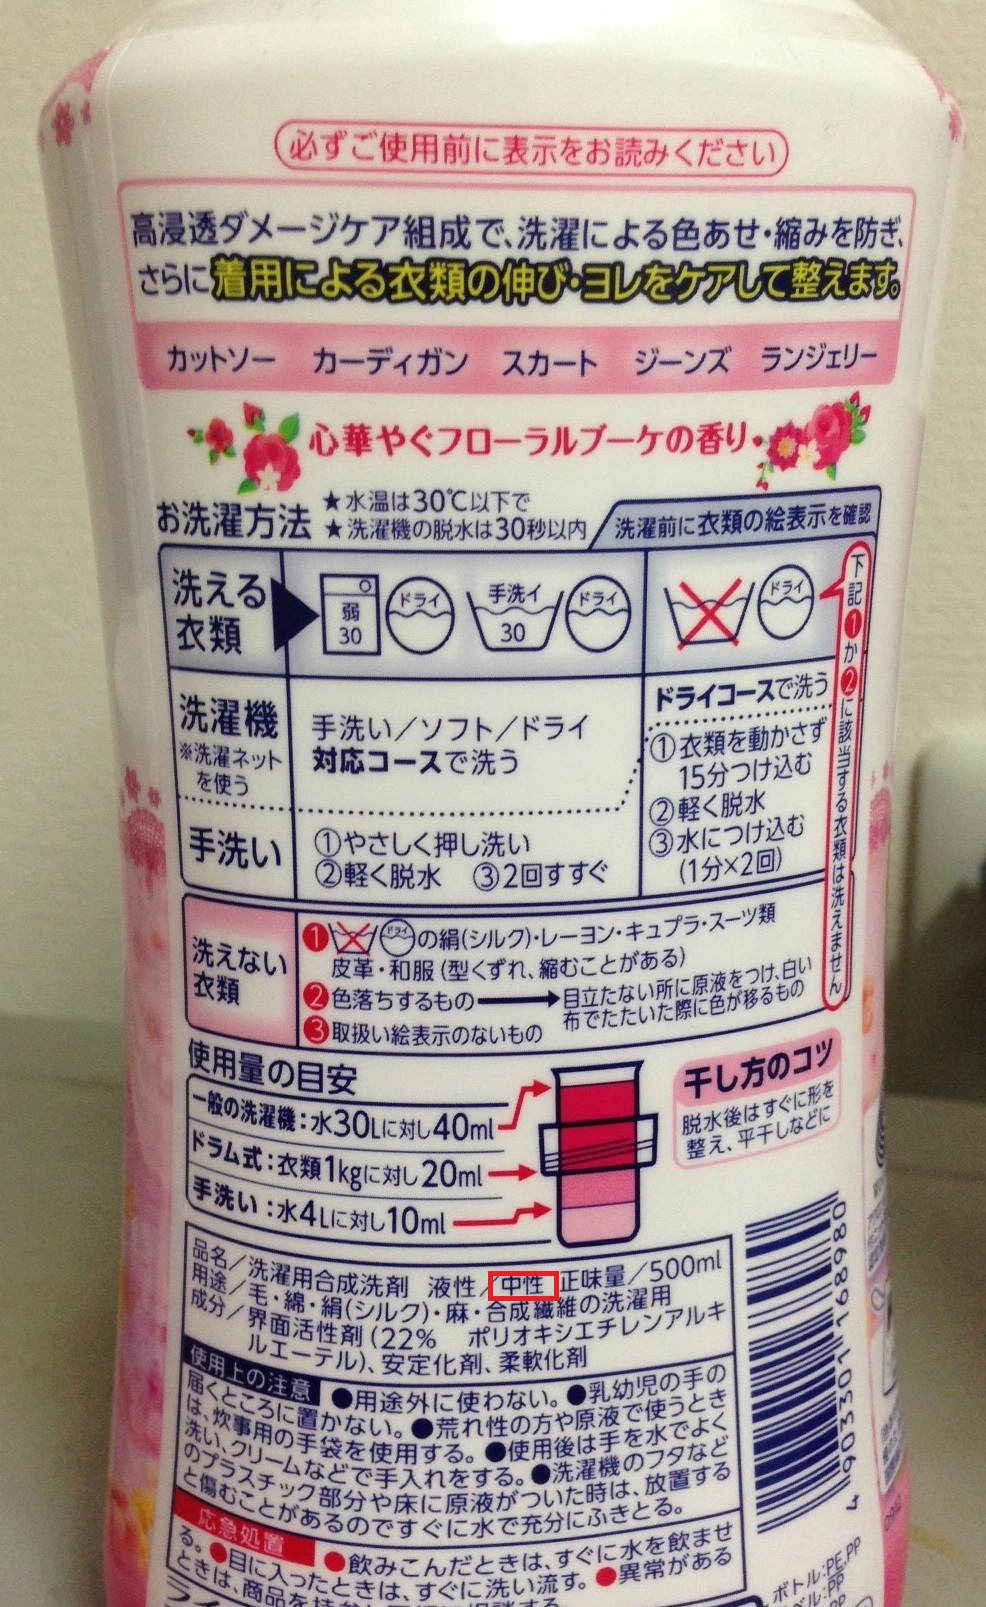 必ずご使用前に表示をお読みください
高浸透ダメージケア組成で、洗濯による色あせ・縮みを防ぎ、
さらに着用による衣類の伸び・ヨレをケアして整えます。
カットソー カーディガン スカート ジーンズ ランジェリー
心華やぐフローラルブーケの香り
お洗濯方法
★水温は30℃以下で
★洗濯機の脱水は30秒以内
洗濯前に衣類の絵表示を確認
洗える
衣類
弱
30
ドライ
手洗イ
30
ドライ
ドライ
下記❶か❷に該当する衣類は洗えません
洗濯機
※洗濯ネット
を使う
手洗い/ソフト/ドライ
対応コースで洗う
ドライコースで洗う
①衣類を動かさず
15分つけ込む
②軽く脱水
③水につけ込む
(1分×2回)
手洗い
①やさしく押し洗い
②軽く脱水 ③2回すすぐ
洗えない
衣類
❶ ドライ の絹(シルク)・レーヨン・キュプラ・スーツ類
皮革・和服(型くずれ、縮むことがある)
❷色落ちするもの
目立たない所に原液をつけ、白い
布でたたいた際に色が移るもの
❸取扱い絵表示のないもの
使用量の目安
一般の洗濯機:水30Lに対し40ml
ドラム式:衣類1kgに対し20ml
手洗い:水4Lに対し10ml
干し方のコツ
脱水後はすぐに形を
整え、平干しなどに
品名/洗濯用合成洗剤 液性/中性 正味量/500ml
用途/毛・綿・絹(シルク)・麻・合成繊維の洗濯用
成分/界面活性剤(22% ポリオキシエチレンアルキ
ルエーテル)、安定化剤、柔軟化剤
使用上の注意 ●用途外に使わない。●乳幼児の手の
届くところに置かない。●荒れ性の方や原液で使うとき
は、炊事用の手袋を使用する。●使用後は手を水でよく
洗い、クリームなどで手入れをする。●洗濯機のフタなど
のプラスチック部分や床に原液がついた時は、放置する
と傷むことがあるのですぐに水で充分にふきとる。
応急処置 ●飲みこんだときは、すぐに水を飲ませ
る。●目に入ったときは、すぐに洗い流す。●異常がある
ときは、商品を持参し
4 903301 168980
ボトル:PE,PP